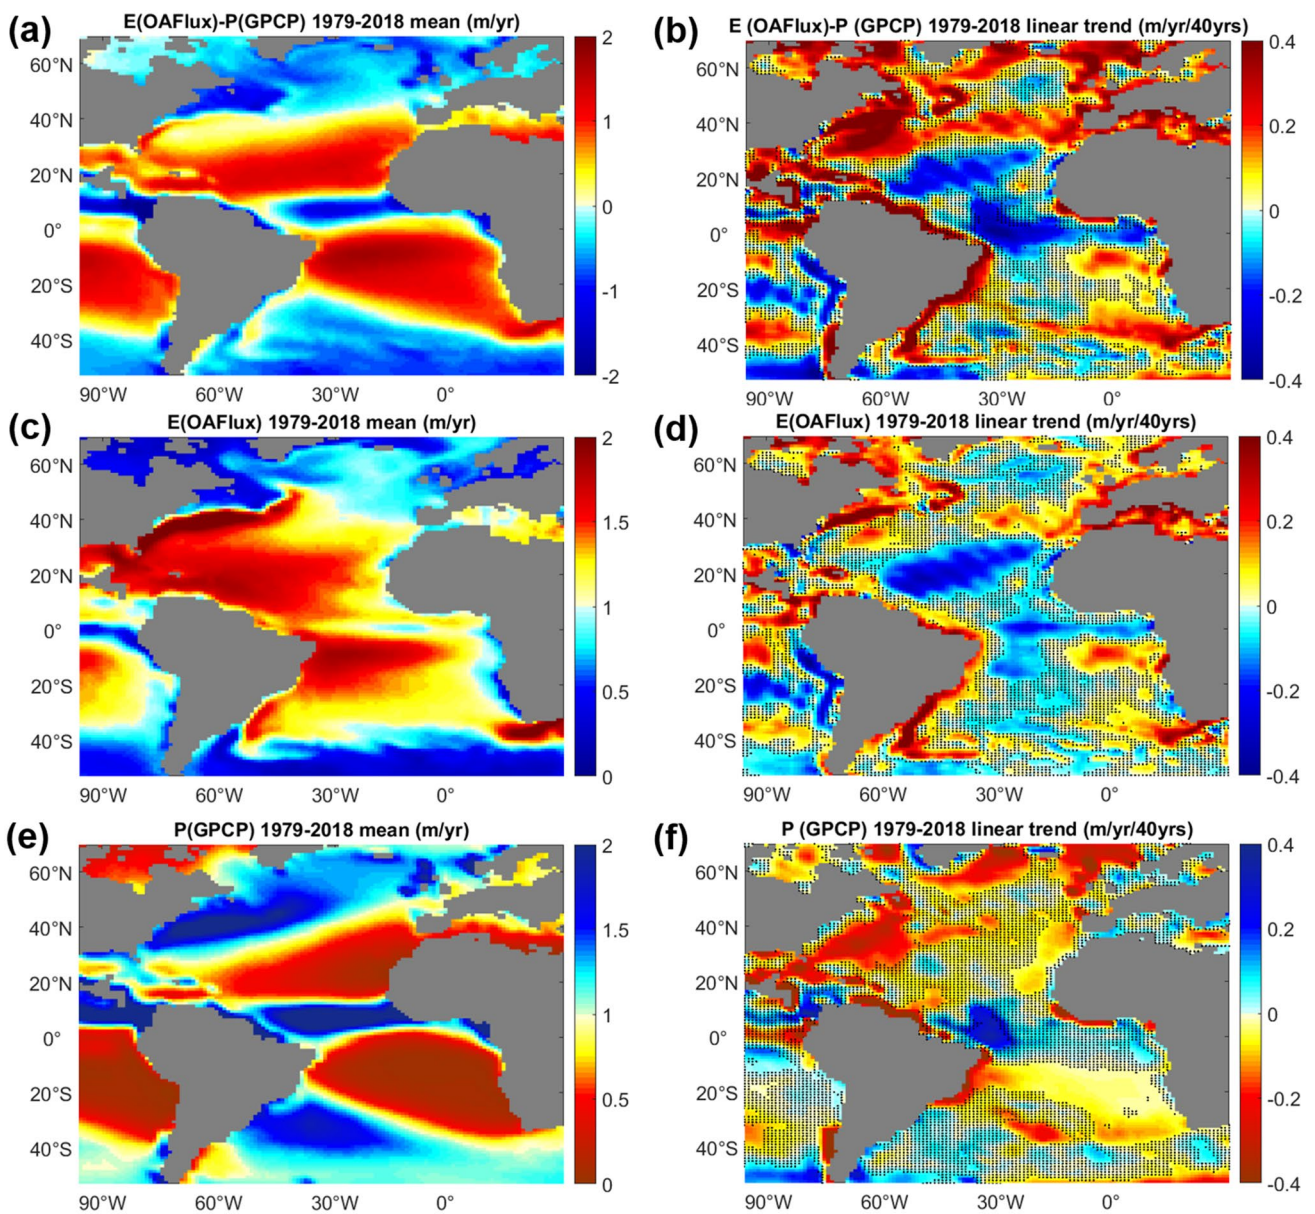 (a)
E(OAFlux)-P(GPCP) 1979-2018 mean (m/yr)
60°N
40°N
20°N
0°
20°S
40°S
90°W 60°W 30°W 0°
2
1
0
-1
-2
(b)
E (OAFlux)-P (GPCP) 1979-2018 linear trend (m/yr/40yrs)
60°N
40°N
20°N
0°
20°S
40°S
90°W 60°W 30°W 0°
0.4
0.2
0
-0.2
-0.4
(c)
E(OAFlux) 1979-2018 mean (m/yr)
60°N
40°N
20°N
0°
20°S
40°S
90°W 60°W 30°W 0°
2
1.5
1
0.5
0
(d)
E(OAFlux) 1979-2018 linear trend (m/yr/40yrs)
60°N
40°N
20°N
0°
20°S
40°S
90°W 60°W 30°W 0°
0.4
0.2
0
-0.2
-0.4
(e)
P(GPCP) 1979-2018 mean (m/yr)
60°N
40°N
20°N
0°
20°S
40°S
90°W 60°W 30°W 0°
2
1.5
1
0.5
0
(f)
P (GPCP) 1979-2018 linear trend (m/yr/40yrs)
60°N
40°N
20°N
0°
20°S
40°S
90°W 60°W 30°W 0°
0.4
0.2
0
-0.2
-0.4